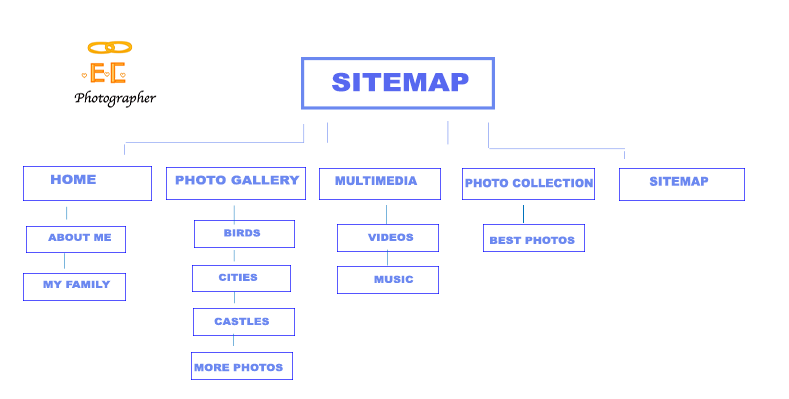 E C
Photographer
SITEMAP
HOME
PHOTO GALLERY
MULTIMEDIA
PHOTO COLLECTION
SITEMAP
ABOUT ME
BIRDS
VIDEOS
BEST PHOTOS
MY FAMILY
CITIES
MUSIC
CASTLES
MORE PHOTOS